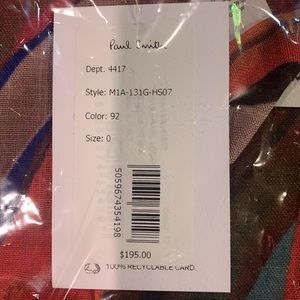 Paul Smith
Dept. 4417
Style: M1A-131G-HS07
Color: 92
Size: 0
5059674354198
$195.00
100% RECYCLABLE CARD